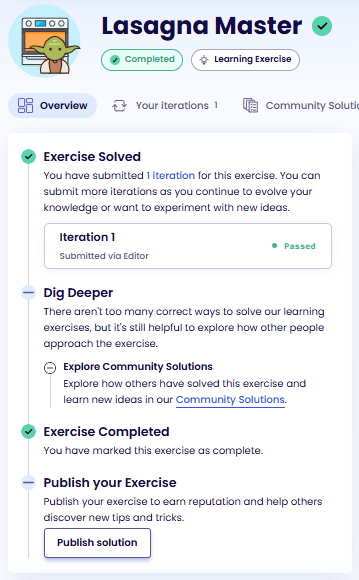 Lasagna Master
Completed
Learning Exercise
Overview
Your iterations 1
Community Solutio
Exercise Solved
You have submitted 1 iteration for this exercise. You can
submit more iterations as you continue to evolve your
knowledge or want to experiment with new ideas.
Iteration 1
Submitted via Editor
Passed
Dig Deeper
There aren't too many correct ways to solve our learning
exercises, but it's still helpful to explore how other people
approach the exercise.
Explore Community Solutions
Explore how others have solved this exercise and
learn new ideas in our Community Solutions.
Exercise Completed
You have marked this exercise as complete.
Publish your Exercise
Publish your exercise to earn reputation and help others
discover new tips and tricks.
Publish solution